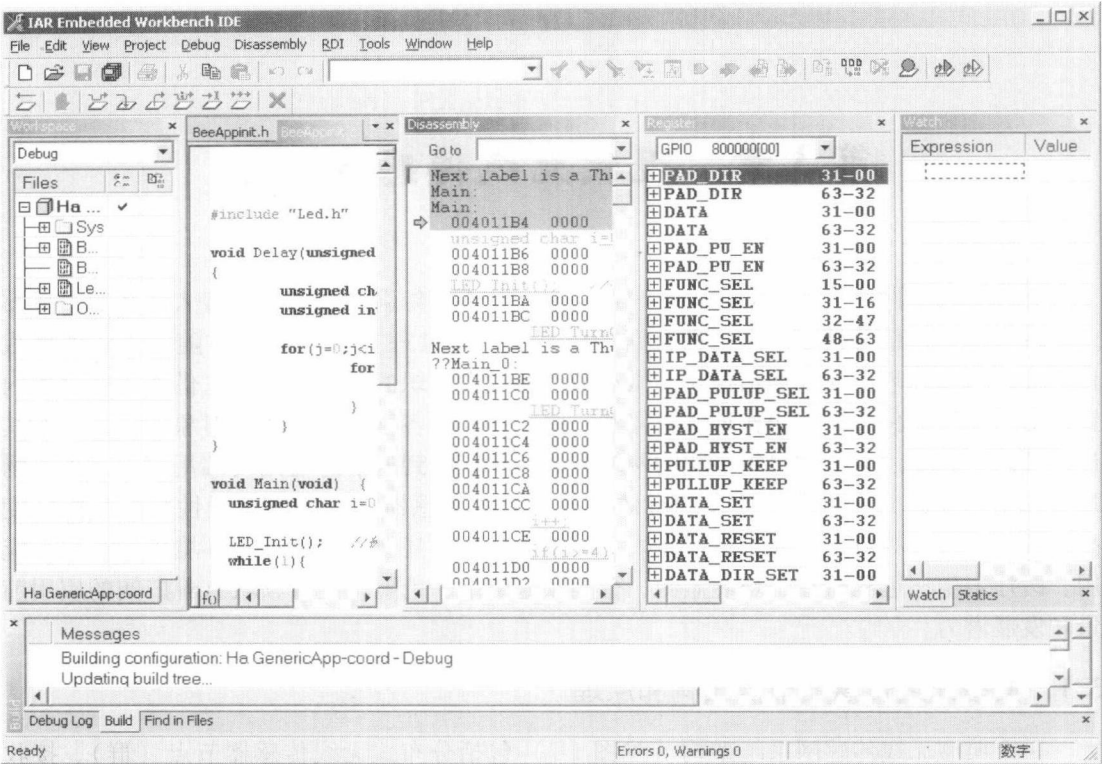 IAR Embedded Workbench IDE
File Edit View Project Debug Disassembly RDI Tools Window Help
Workspace
Debug
Files
Ha ...
Sys
B...
B...
Le...
O...
Ha GenericApp-coord
BeeAppinit.h
#include "Led.h"
void Delay(unsigned
{
unsigned ch
unsigned in
for(j=0;j<i
for
}
}
}
void Main(void) {
unsigned char i=0
LED_Init(); //
while(1){
f0
Disassembly
Go to
Next label is a Thu
Main:
Main:
004011B4 0000
unsigned char i=
004011B6 0000
004011B8 0000
LED_Init(); //
004011BA 0000
004011BC 0000
LED_Turn
Next label is a Thu
??Main_0:
004011BE 0000
004011C0 0000
LED_Turn
004011C2 0000
004011C4 0000
004011C6 0000
004011C8 0000
004011CA 0000
004011CC 0000
i++;
004011CE 0000
if(i>=4)
004011D0 0000
004011D2 0000
Register
GPIO 800000[00]
PAD_DIR 31-00
PAD_DIR 63-32
DATA 31-00
DATA 63-32
PAD_PU_EN 31-00
PAD_PU_EN 63-32
FUNC_SEL 15-00
FUNC_SEL 31-16
FUNC_SEL 32-47
FUNC_SEL 48-63
IP_DATA_SEL 31-00
IP_DATA_SEL 63-32
PAD_PULUP_SEL 31-00
PAD_PULUP_SEL 63-32
PAD_HYST_EN 31-00
PAD_HYST_EN 63-32
PULLUP_KEEP 31-00
PULLUP_KEEP 63-32
DATA_SET 31-00
DATA_SET 63-32
DATA_RESET 31-00
DATA_RESET 63-32
DATA_DIR_SET 31-00
Watch
Expression Value
Watch Statics
Messages
Building configuration: Ha GenericApp-coord - Debug
Updating build tree...
Debug Log Build Find in Files
Ready Errors 0, Warnings 0 数字